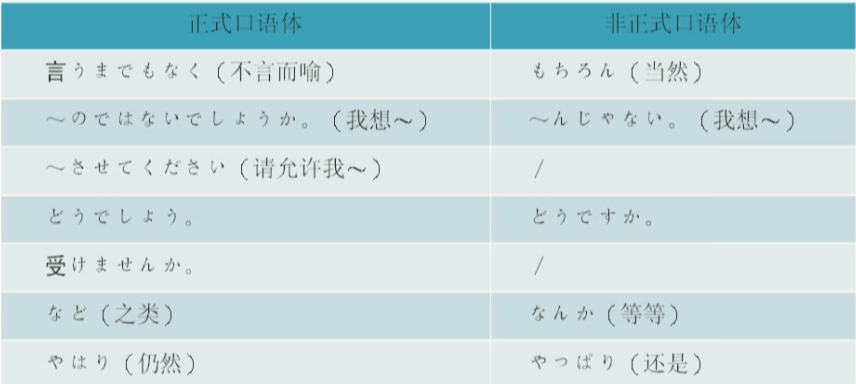 正式口语体 非正式口语体
言うまでもなく（不言而喻） もちろん（当然）
～のではないでしょうか。（我想～） ～んじゃない。（我想～）
～させてください（请允许我～） /
どうでしょう。 どうですか。
受けませんか。 /
など（之类） なんか（等等）
やはり（仍然） やっぱり（还是）